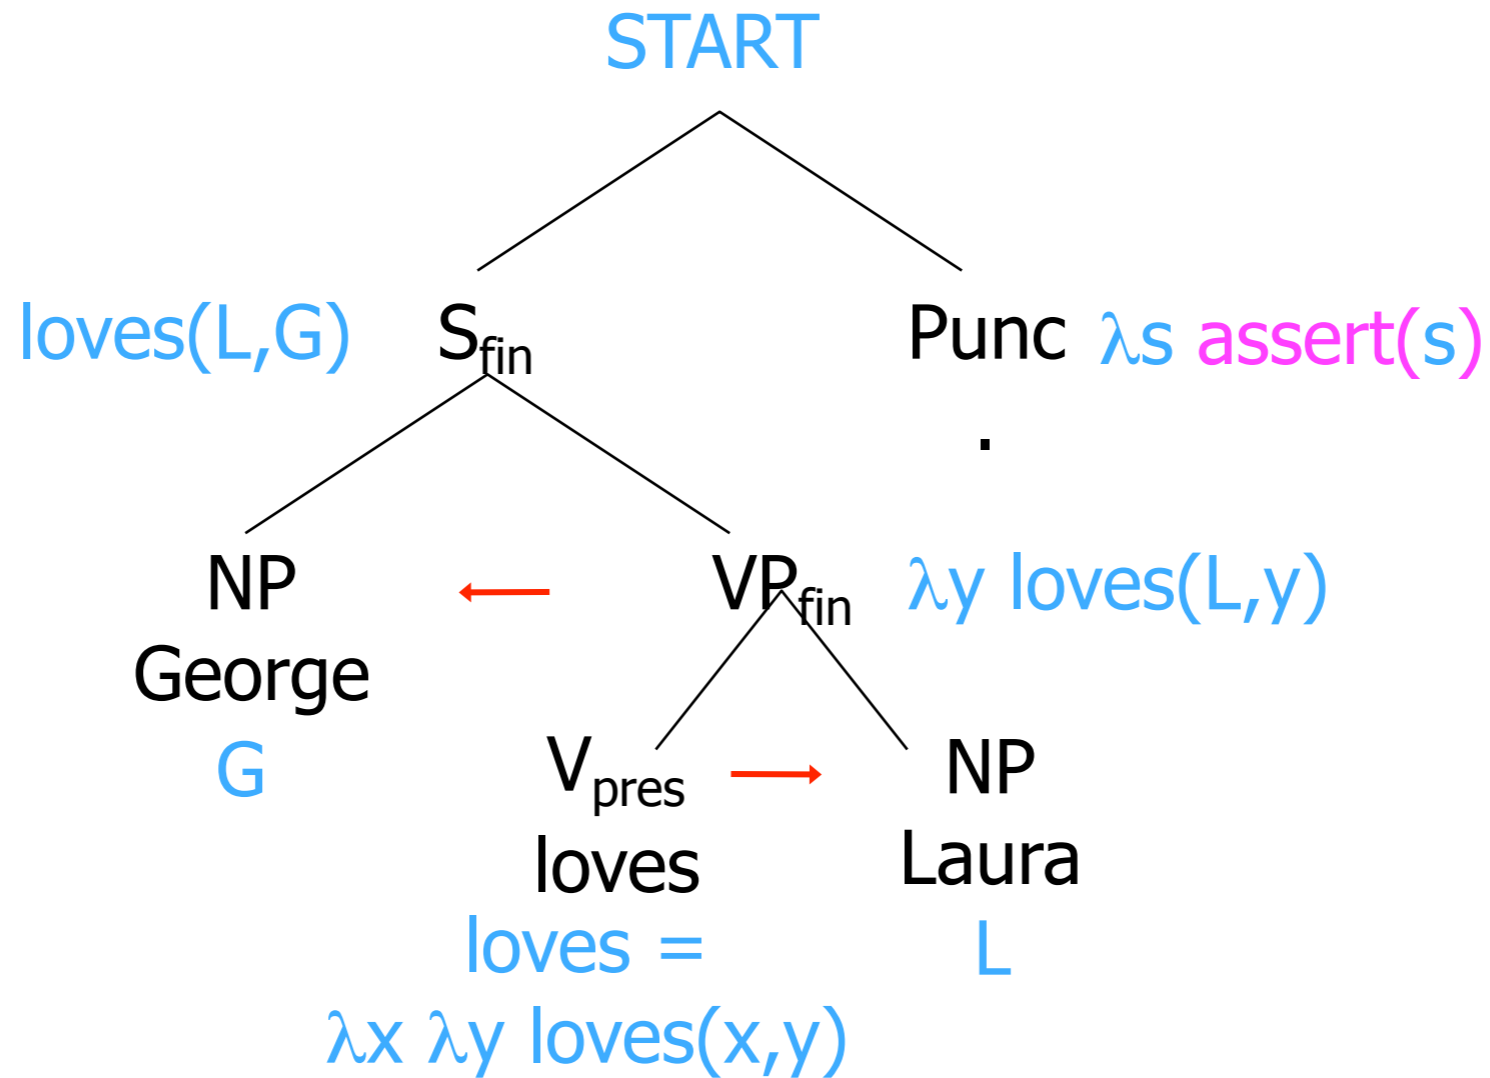 START
loves(L,G) Sfin Punc λs assert(s)
.
NP VPfin λy loves(L,y)
George
G Vpres NP
loves Laura
loves = L
λx λy loves(x,y)